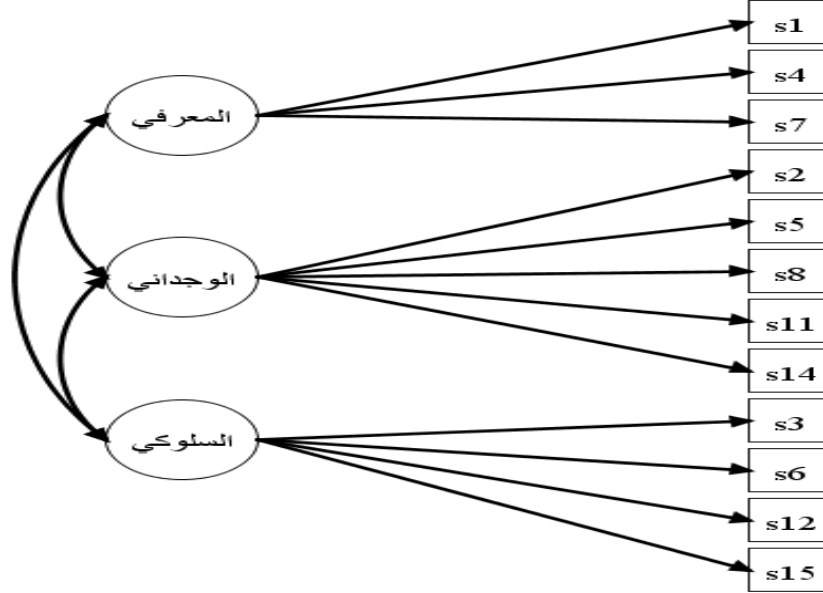 s1
s4
المعرفي
s7
s2
s5
الوجداني
s8
s11
s14
s3
السلوكي
s6
s12
s15